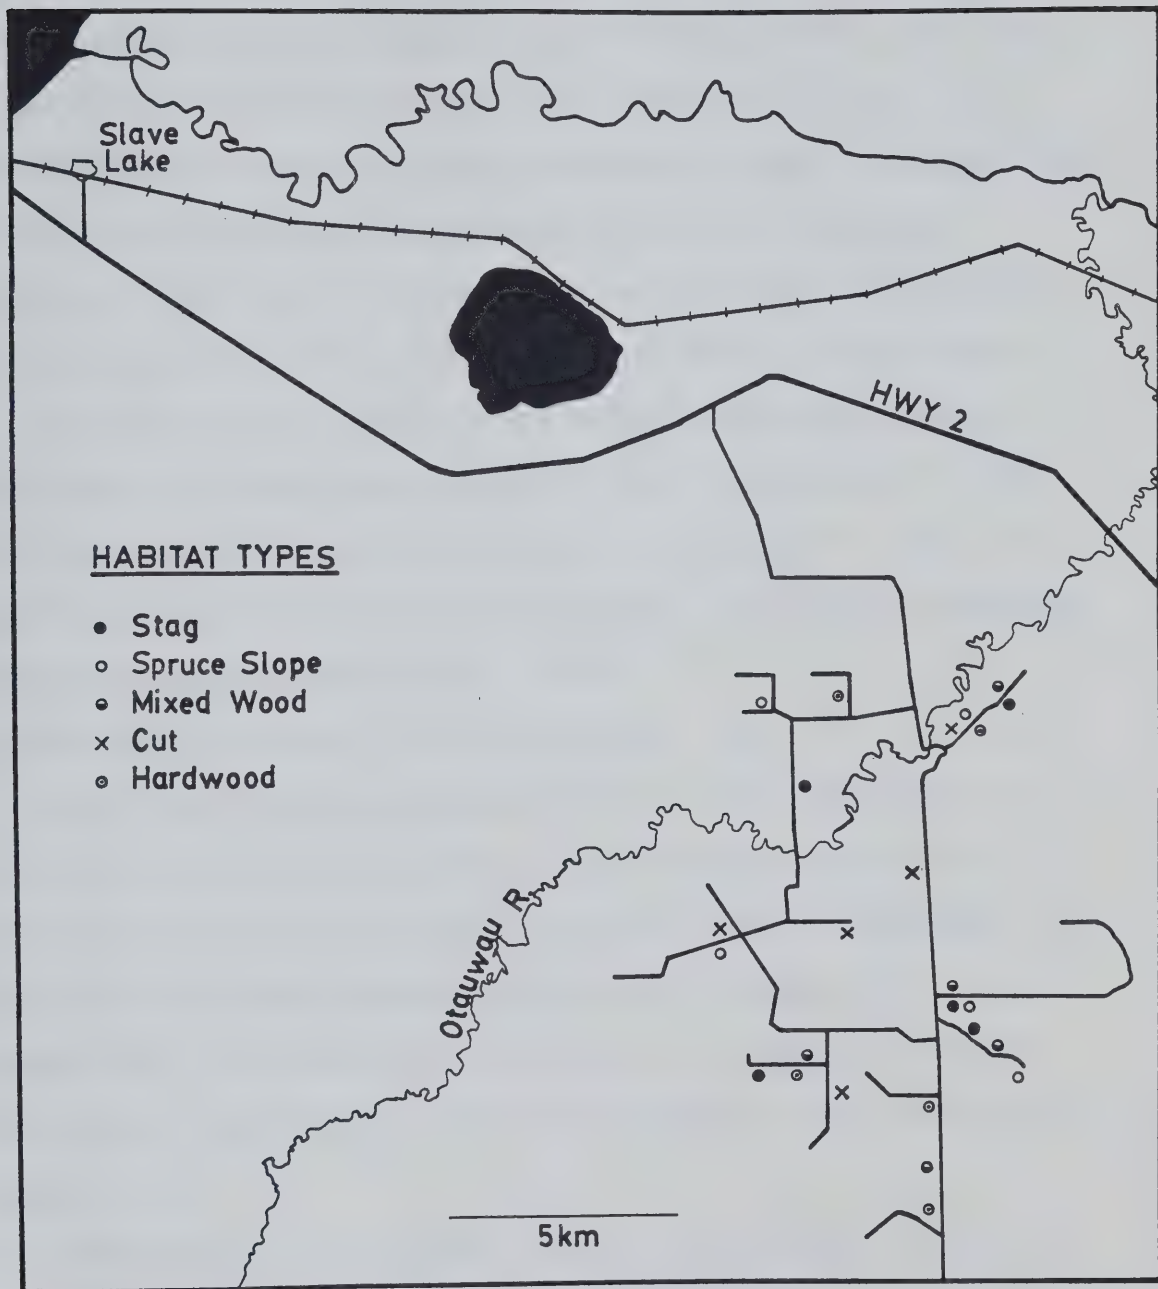 Slave
Lake
HWY 2
HABITAT TYPES
Stag
Spruce Slope
Mixed Wood
Cut
Hardwood
Otauwau R.
5km